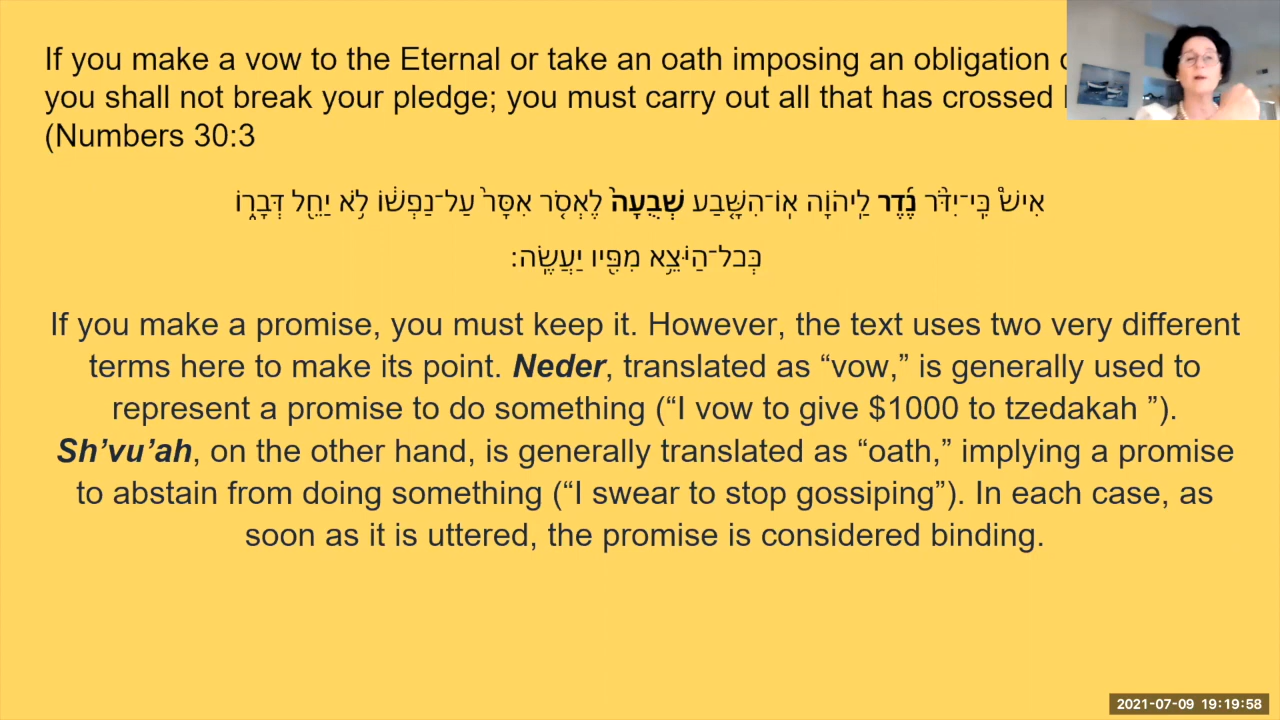 If you make a vow to the Eternal or take an oath imposing an obligation
you shall not break your pledge; you must carry out all that has crossed
(Numbers 30:3
אִישׁ֩ כִּֽי־יִדֹּ֨ר נֶ֜דֶר לַֽיהֹוָ֗ה אֽוֹ־הִשָּׁ֤בַע שְׁבֻעָה֙ לֶאְסֹ֤ר אִסָּר֙ עַל־נַפְשׁ֔וֹ לֹ֥א יַחֵ֖ל דְּבָר֑וֹ
כְּכׇל־הַיֹּצֵ֥א מִפִּ֖יו יַעֲשֶֽׂה׃
If you make a promise, you must keep it. However, the text uses two very different
terms here to make its point. Neder, translated as “vow,” is generally used to
represent a promise to do something (“I vow to give $1000 to tzedakah ”).
Sh’vu’ah, on the other hand, is generally translated as “oath,” implying a promise
to abstain from doing something (“I swear to stop gossiping”). In each case, as
soon as it is uttered, the promise is considered binding.
2021-07-09 19:19:58